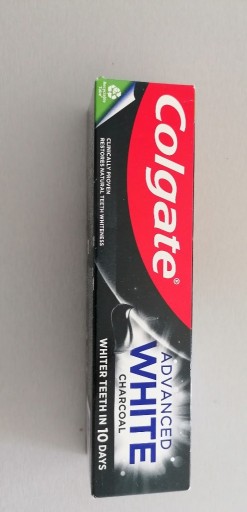 Colgate®
CLINICALLY PROVEN
RESTORES NATURAL TEETH WHITENESS
ADVANCED
WHITE
CHARCOAL
WHITER TEETH IN 10 DAYS